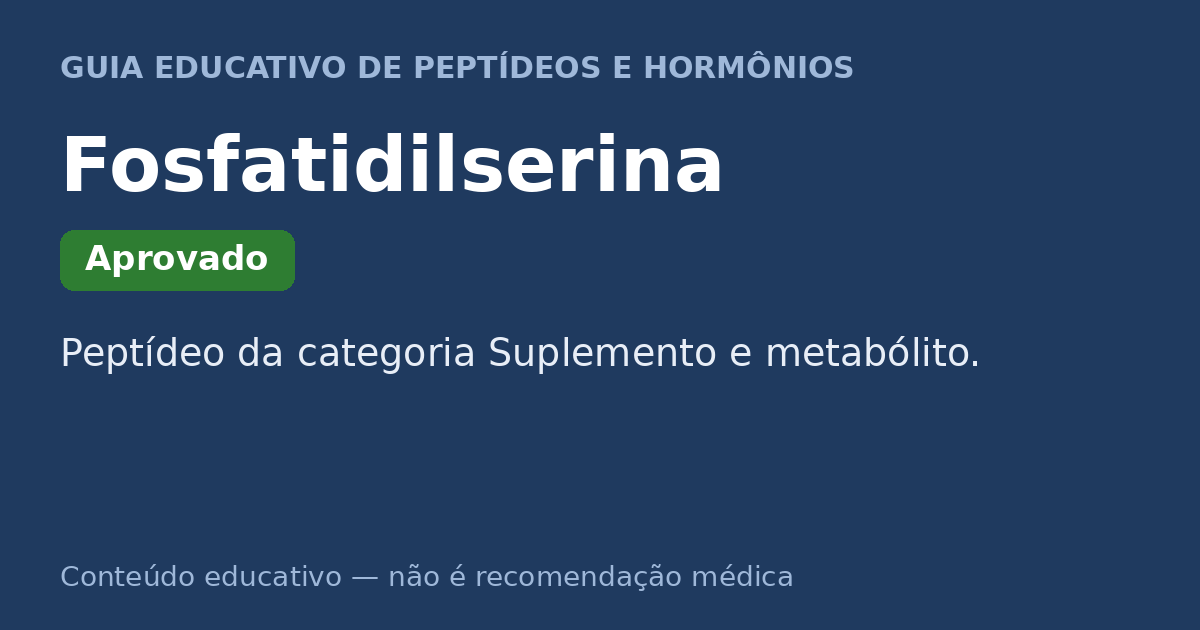 GUIA EDUCATIVO DE PEPTÍDEOS E HORMÔNIOS
Fosfatidilserina
Aprovado
Peptídeo da categoria Suplemento e metabólito.
Conteúdo educativo — não é recomendação médica